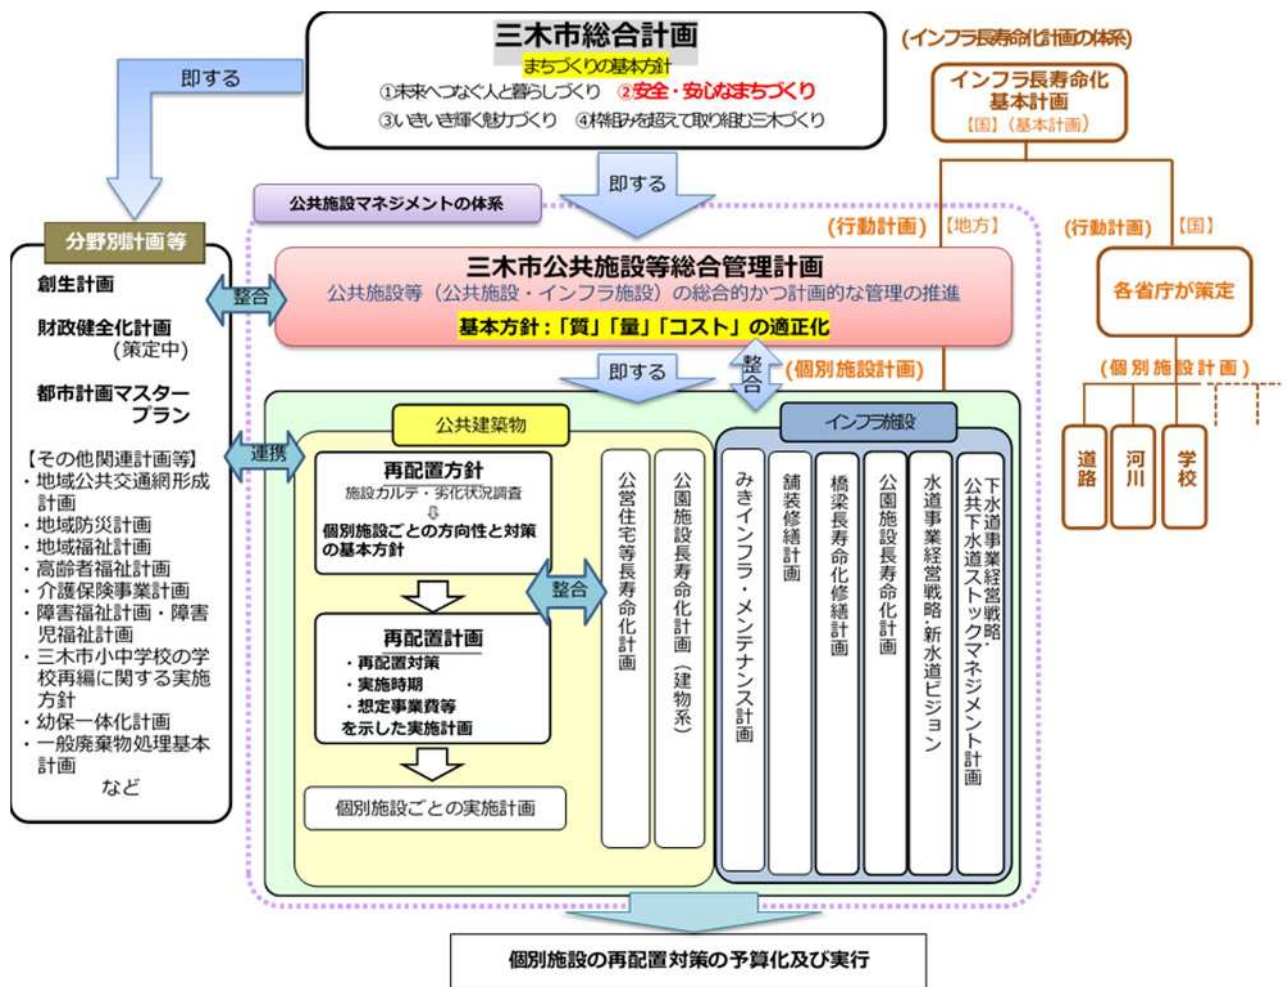 三木市総合計画
まちづくりの基本方針
①未来へつなぐ人と暮らしづくり ②安全・安心なまちづくり
③いきいき輝く魅力づくり ④枠組みを超えて取り組む三木づくり
即する
即する
(インフラ長寿命化計画の体系)
インフラ長寿命化
基本計画
【国】(基本計画)
公共施設マネジメントの体系
(行動計画)
【地方】
(行動計画)
【国】
各省庁が策定
(個別施設計画)
道路
河川
学校
分野別計画等
創生計画
財政健全化計画
(策定中)
都市計画マスター
プラン
【その他関連計画等】
・地域公共交通網形成
計画
・地域防災計画
・地域福祉計画
・高齢者福祉計画
・介護保険事業計画
・障害福祉計画・障害
児福祉計画
・三木市小中学校の学
校再編に関する実施
方針
・幼保一体化計画
・一般廃棄物処理基本
計画
など
整合
連携
三木市公共施設等総合管理計画
公共施設等（公共施設・インフラ施設）の総合的かつ計画的な管理の推進
基本方針：「質」「量」「コスト」の適正化
即する
整合
(個別施設計画)
公共建築物
再配置方針
施設カルテ・劣化状況調査
⇩
個別施設ごとの方向性と対策
の基本方針
再配置計画
・再配置対策
・実施時期
・想定事業費等
を示した実施計画
個別施設ごとの実施計画
整合
公営住宅等長寿命化計画
公園施設長寿命化計画（建物系）
インフラ施設
みきインフラ・メンテナンス計画
舗装修繕計画
橋梁長寿命化修繕計画
公園施設長寿命化計画
水道事業経営戦略・新水道ビジョン
下水道事業経営戦略・
公共下水道ストックマネジメント計画
個別施設の再配置対策の予算化及び実行